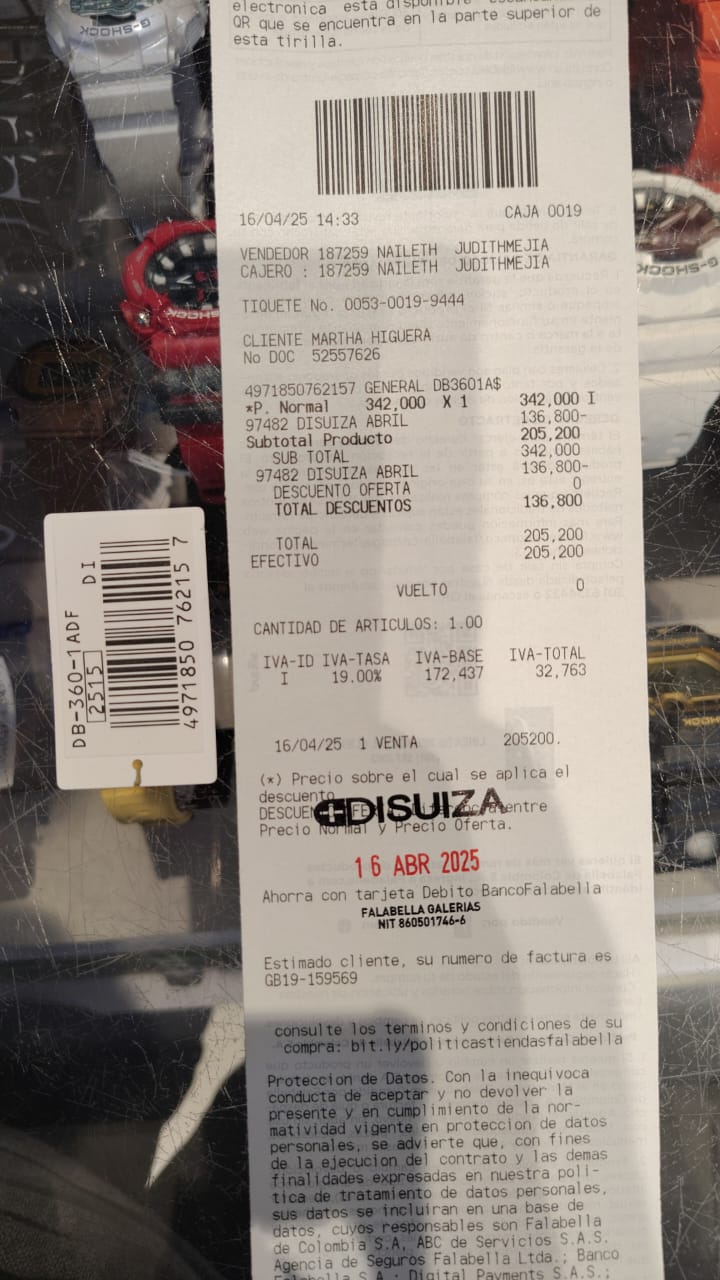 electronica esta
QR que se encuentra en la parte superior de
esta tirilla.
16/04/25 14:33 CAJA 0019
VENDEDOR 187259 NAILETH JUDITHMEJIA
CAJERO : 187259 NAILETH JUDITHMEJIA
TIQUETE No. 0053-0019-9444
CLIENTE MARTHA HIGUERA
No DOC 52557626
4971850762157 GENERAL DB3601A$
*P. Normal 342,000 X 1 342,000 I
97482 DISUIZA ABRIL 136,800-
Subtotal Producto 205,200
SUB TOTAL 342,000
97482 DISUIZA ABRIL 136,800-
DESCUENTO OFERTA 0
TOTAL DESCUENTOS 136,800
TOTAL 205,200
EFECTIVO 205,200
VUELTO 0
CANTIDAD DE ARTICULOS: 1.00
IVA-ID IVA-TASA IVA-BASE IVA-TOTAL
I 19.00% 172,437 32,763
16/04/25 1 VENTA 205200.
(*) Precio sobre el cual se aplica el
descuento
DISUIZA
entre
Precio Normal y Precio Oferta.
16 ABR 2025
Ahorra con tarjeta Debito BancoFalabella
FALABELLA GALERIAS
NIT 860501746-6
Estimado cliente, su numero de factura es
GB19-159569
consulte los terminos y condiciones de su
compra: bit.ly/politicastiendasfalabella
Proteccion de Datos. Con la inequivoca
conducta de aceptar y no devolver la
presente y en cumplimiento de la nor-
matividad vigente en proteccion de datos
personales, se advierte que, con fines
de la ejecucion del contrato y las demas
finalidades expresadas en nuestra poli-
tica de tratamiento de datos personales,
sus datos se incluiran en una base de
datos, cuyos responsables son Falabella
de Colombia S.A, ABC de Servicios S.A.S.
Agencia de Seguros Falabella Ltda.; Banco
Falabella S.A.; Digital Payments S.A.S.;
DB-360-1ADF DI
2515
4971850 76215 7
G-SHOCK
G-SHOCK
G-SHOCK